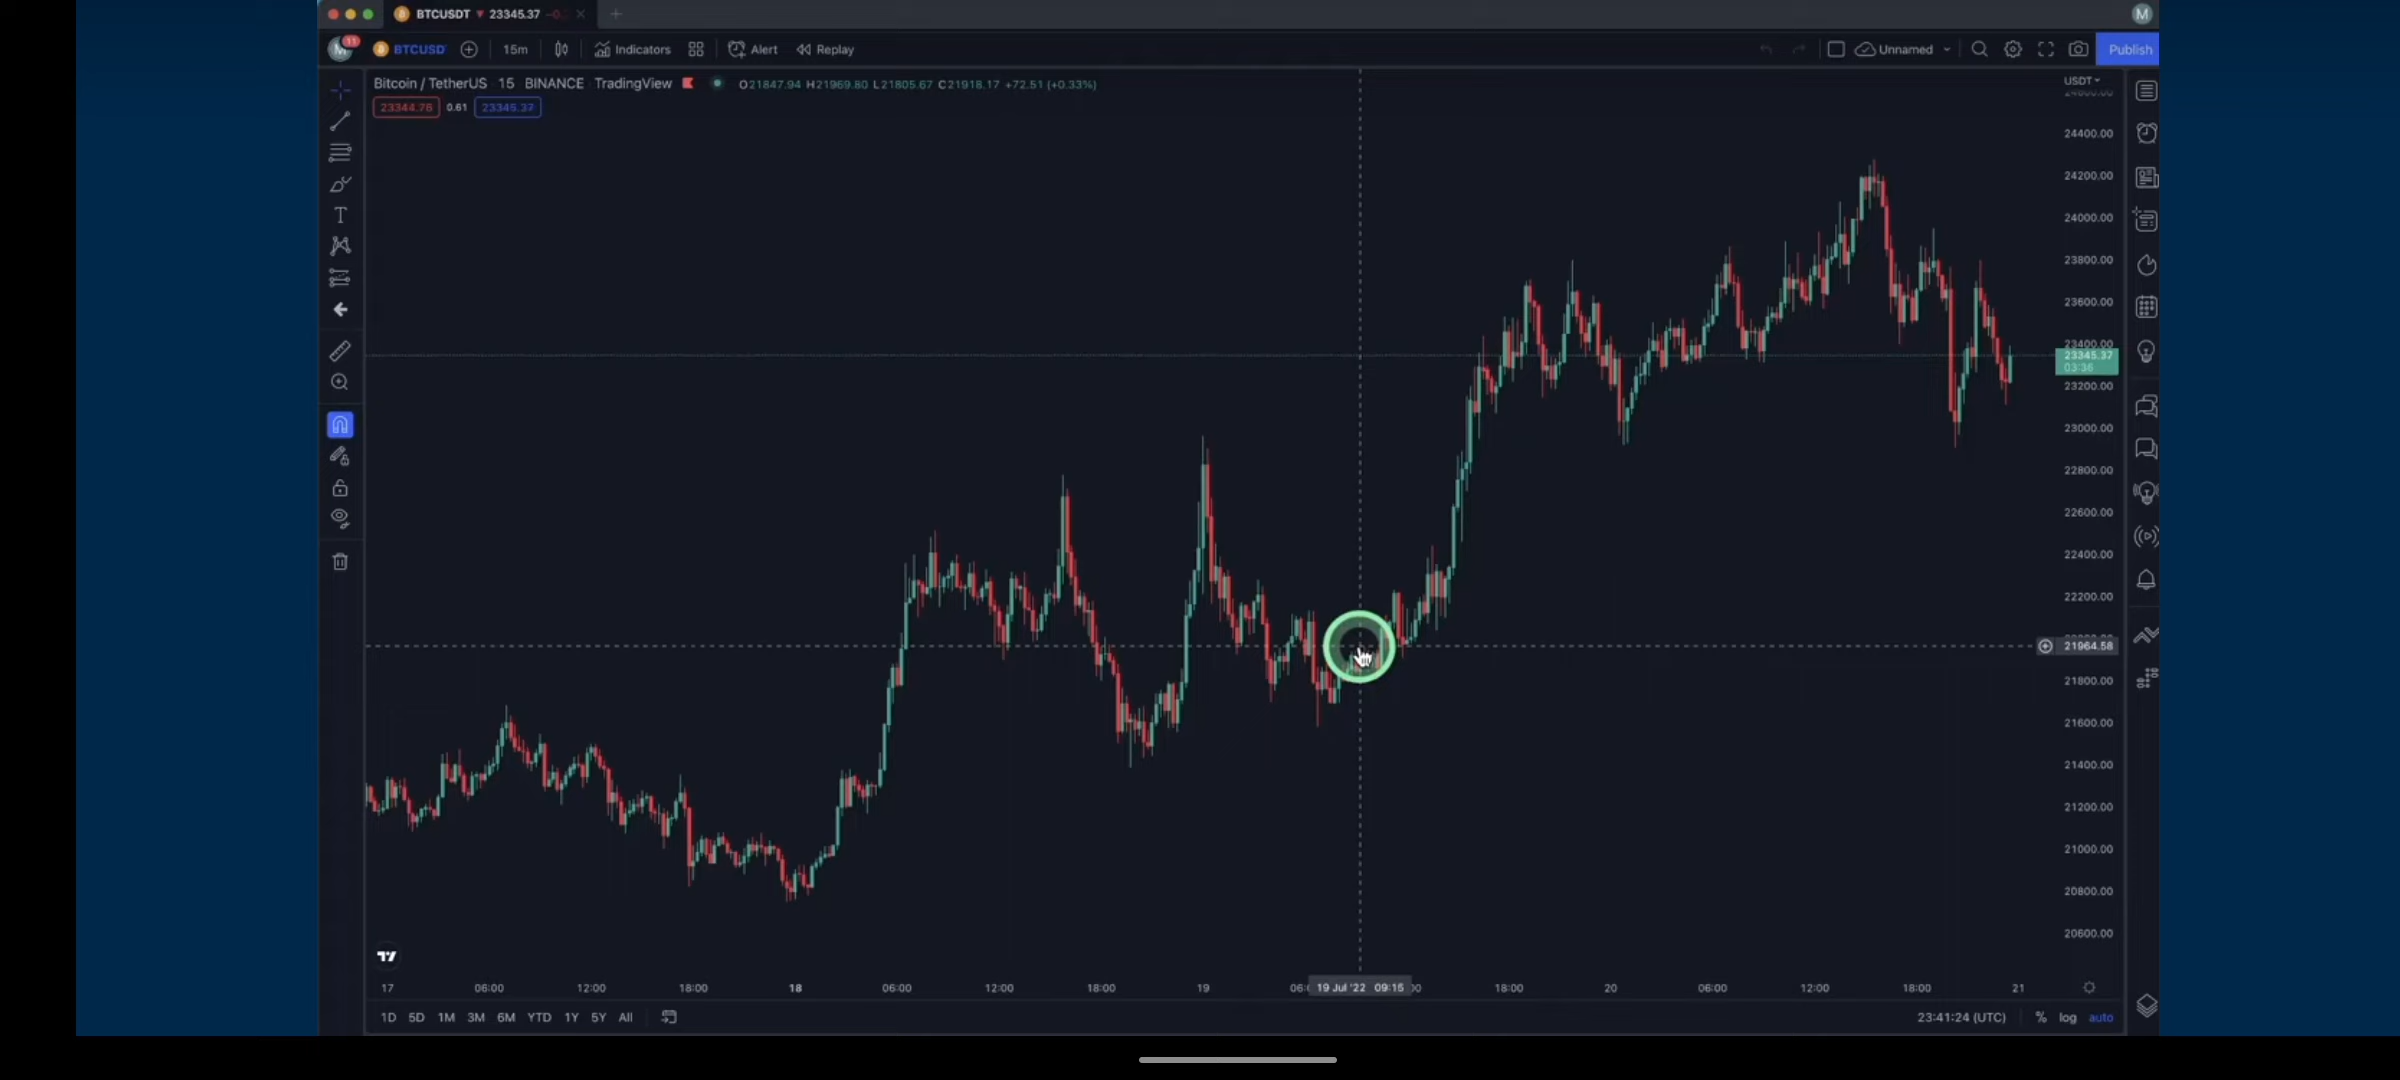 BTCUSDT ▼ 23345.37
M
11
BTCUSD
15m
Indicators
Alert
Replay
Unnamed
Publish
Bitcoin / TetherUS 15 BINANCE TradingView
O21847.94 H21969.80 L21805.67 C21918.17 +72.51 (+0.33%)
23344.76 0.61 23345.37
USDT
24400.00
24200.00
24000.00
23800.00
23600.00
23400.00
23345.37
03:36
23200.00
23000.00
22800.00
22600.00
22400.00
22200.00
21964.58
21800.00
21600.00
21400.00
21200.00
21000.00
20800.00
20600.00
17 06:00 12:00 18:00 18 06:00 12:00 18:00 19 19 Jul '22 09:15 18:00 20 06:00 12:00 18:00 21
1D 5D 1M 3M 6M YTD 1Y 5Y All
23:41:24 (UTC) % log auto